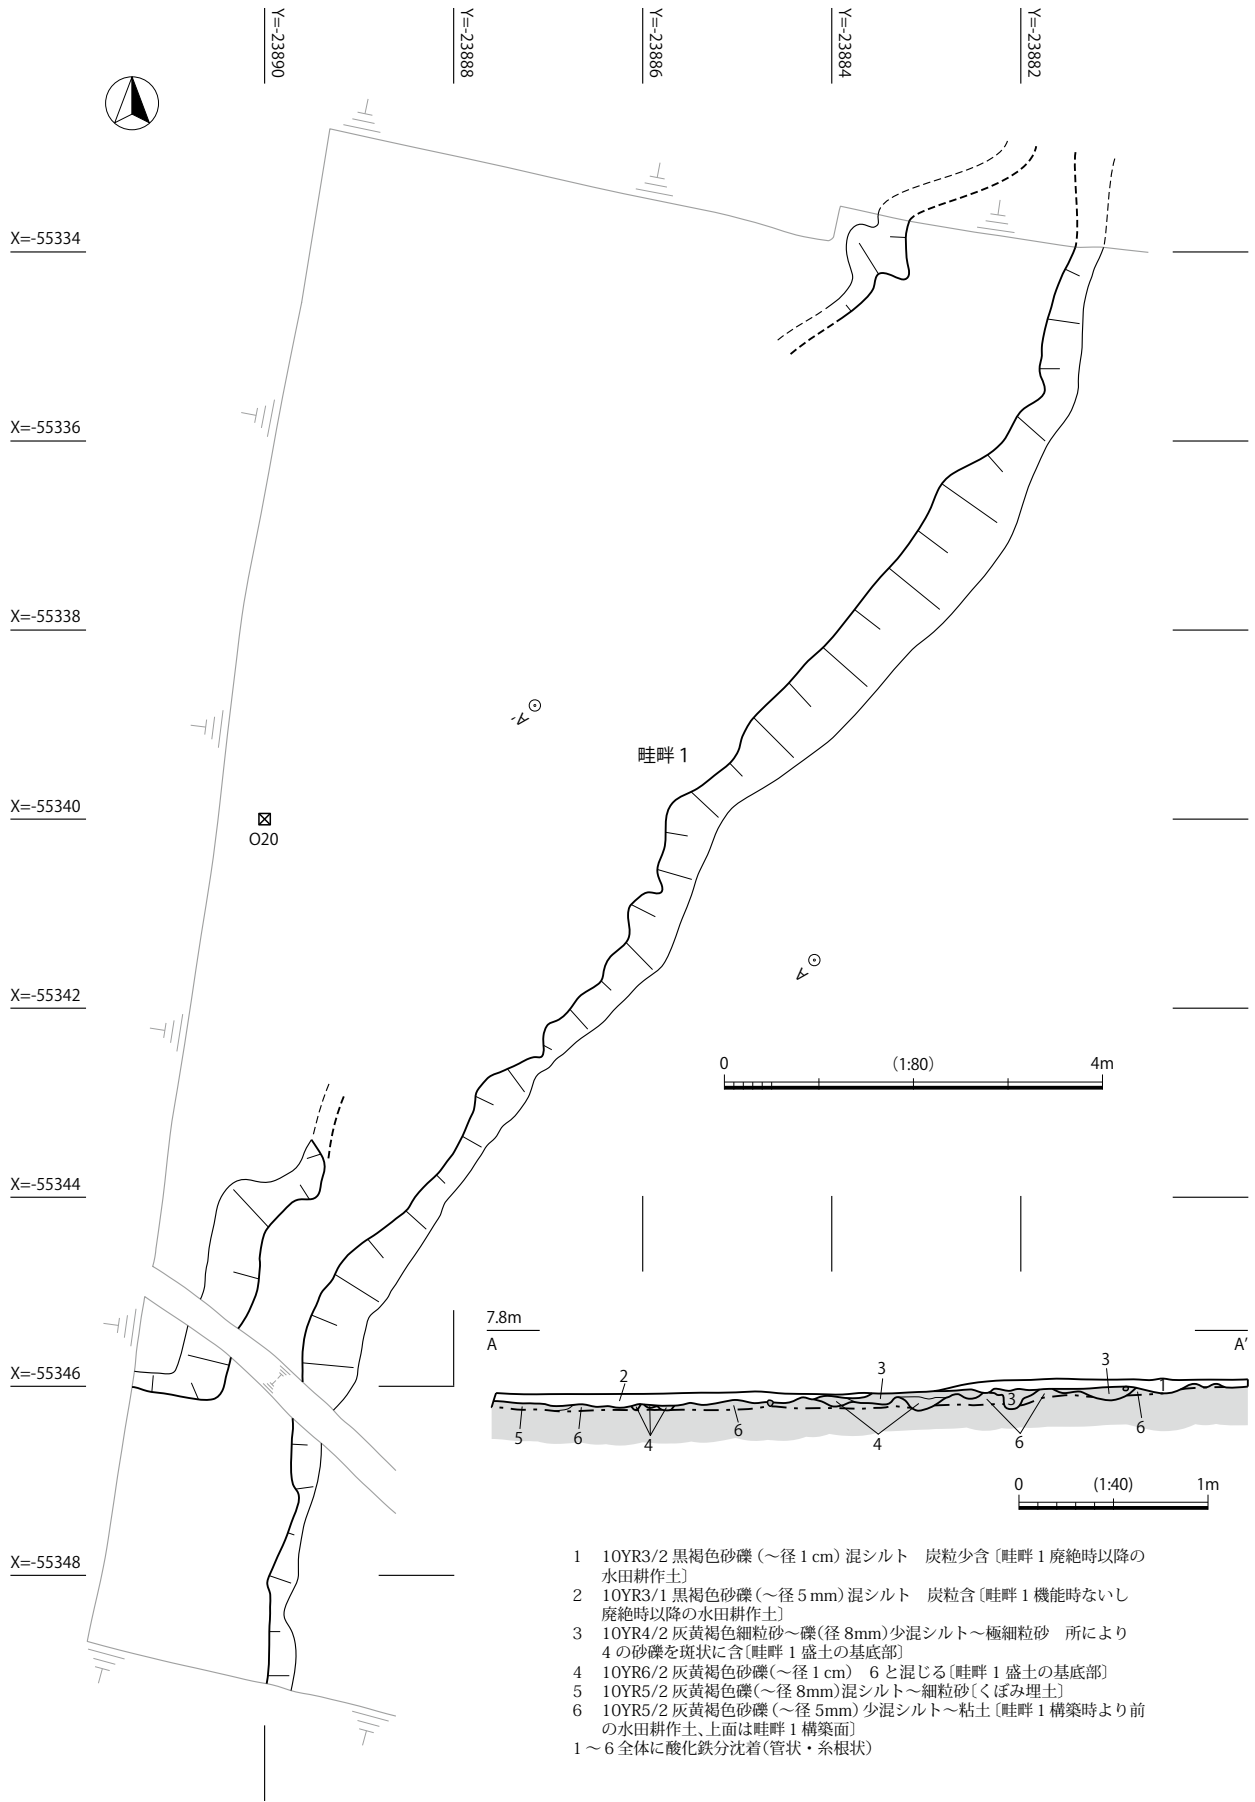 Y=-23890
Y=-23888
Y=-23886
Y=-23884
Y=-23882
X=-55334
X=-55336
X=-55338
A'
畦畔 1
X=-55340
O20
A
X=-55342
0 (1:80) 4m
X=-55344
7.8m
A A'
X=-55346
2 3 3 1
3
5 6 4 6 4 6 6
0 (1:40) 1m
X=-55348
1 10YR3/2 黒褐色砂礫（～径 1 cm）混シルト　炭粒少含〔畦畔 1 廃絶時以降の
水田耕作土〕
2 10YR3/1 黒褐色砂礫（～径 5 mm）混シルト　炭粒含〔畦畔 1 機能時ないし
廃絶時以降の水田耕作土〕
3 10YR4/2 灰黄褐色細粒砂～礫（径 8mm）少混シルト～極細粒砂　所により
4 の砂礫を斑状に含〔畦畔 1 盛土の基底部〕
4 10YR6/2 灰黄褐色砂礫（～径 1 cm）　6 と混じる〔畦畔 1 盛土の基底部〕
5 10YR5/2 灰黄褐色礫（～径 8mm）混シルト～細粒砂〔くぼみ埋土〕
6 10YR5/2 灰黄褐色砂礫（～径 5mm）少混シルト～粘土〔畦畔 1 構築時より前
の水田耕作土、上面は畦畔 1 構築面〕
1 ～ 6 全体に酸化鉄分沈着（管状・糸根状）